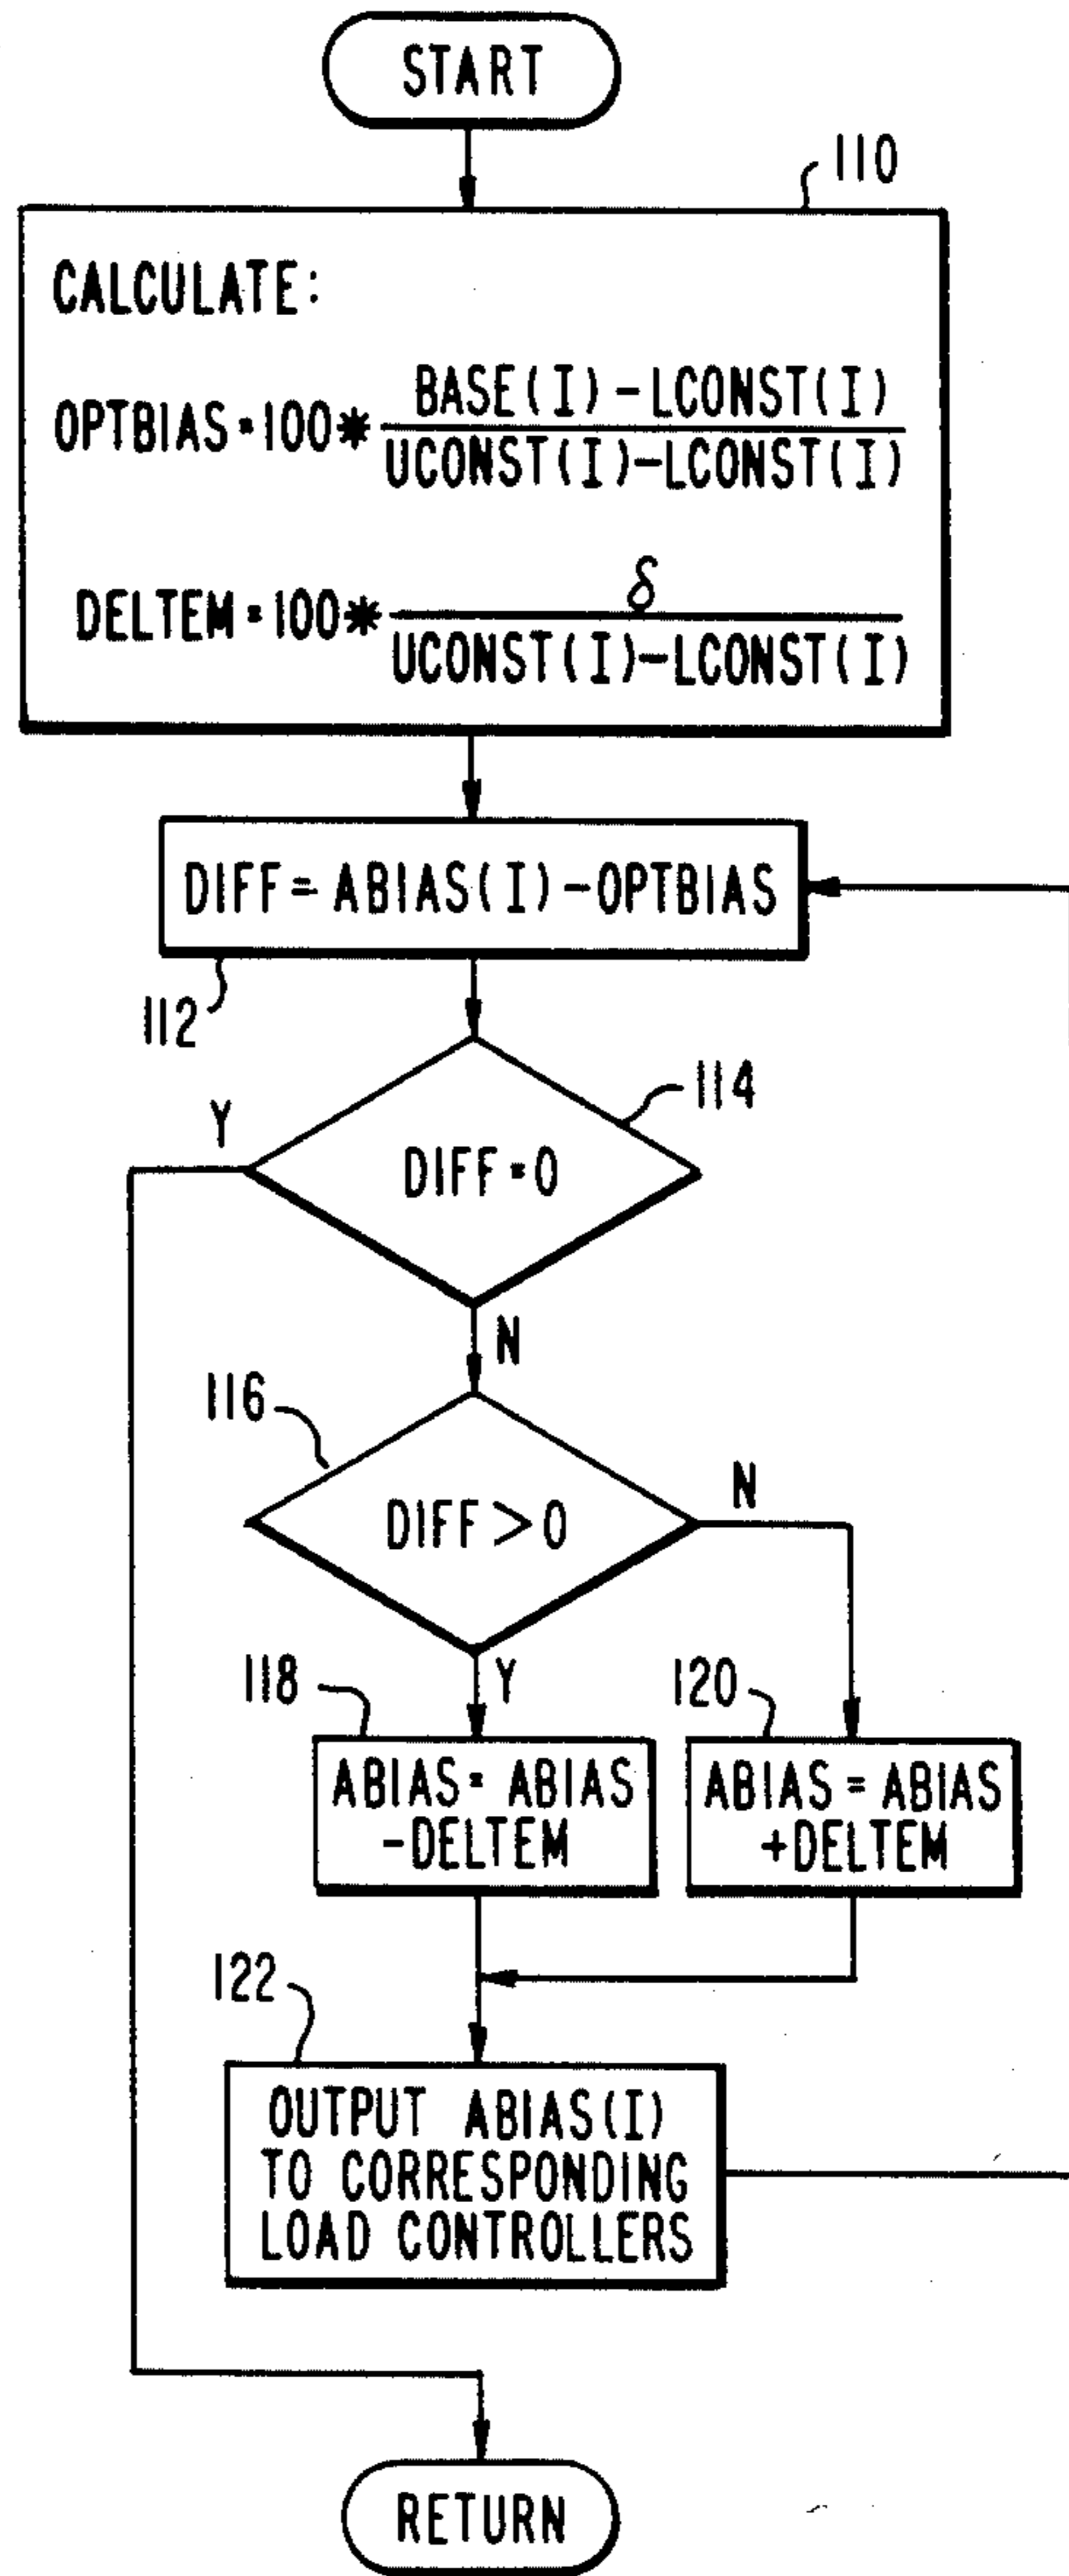 START
110
CALCULATE:
OPTBIAS=100* BASE(I)-LCONST(I)
UCONST(I)-LCONST(I)
DELTEM=100* δ
UCONST(I)-LCONST(I)
DIFF=ABIAS(I)-OPTBIAS
112
114
Y
DIFF=0
N
116
DIFF>0
N
Y
118
120
ABIAS=ABIAS
-DELTEM
ABIAS=ABIAS
+DELTEM
122
OUTPUT ABIAS(I)
TO CORRESPONDING
LOAD CONTROLLERS
RETURN